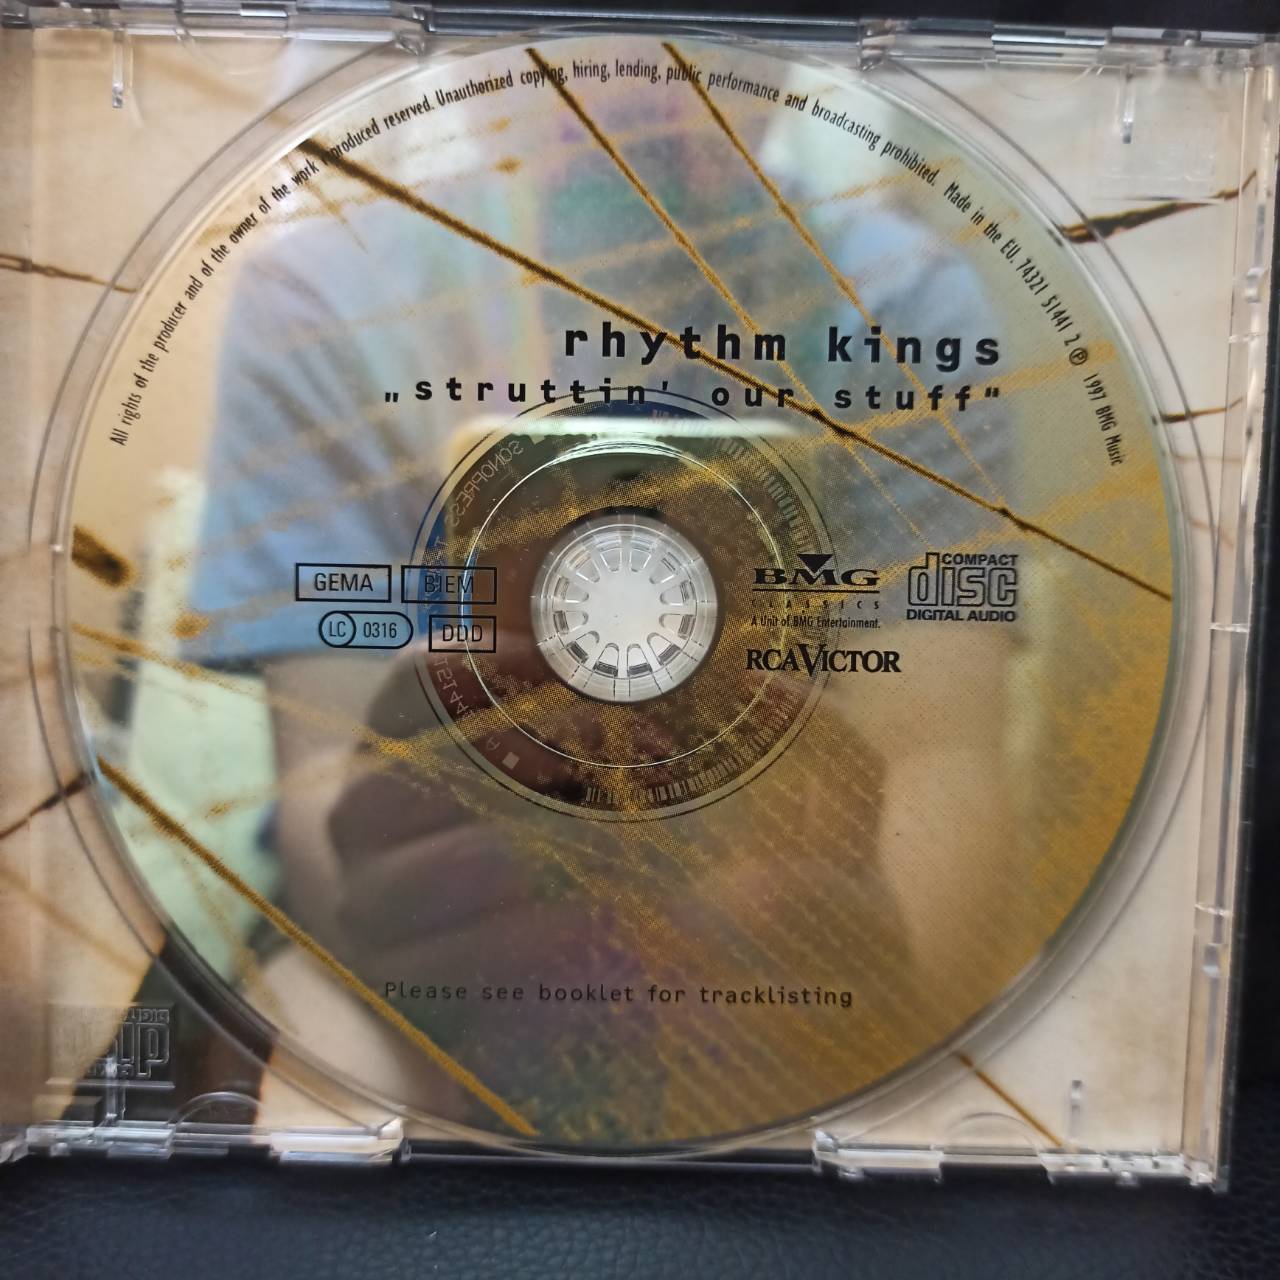 All rights of the producer and of the owner of the work reproduced reserved. Unauthorized copying, hiring, lending, public performance and broadcasting prohibited. Made in the EU. 74321 51441 2 ℗ 1997 BMG Music
rhythm kings
„struttin' our stuff"
GEMA BIEM
LC 0316 DDD
BMG
CLASSICS
A Unit of BMG Entertainment.
RCA VICTOR
COMPACT
disc
DIGITAL AUDIO
SONOPRESS
Please see booklet for tracklisting